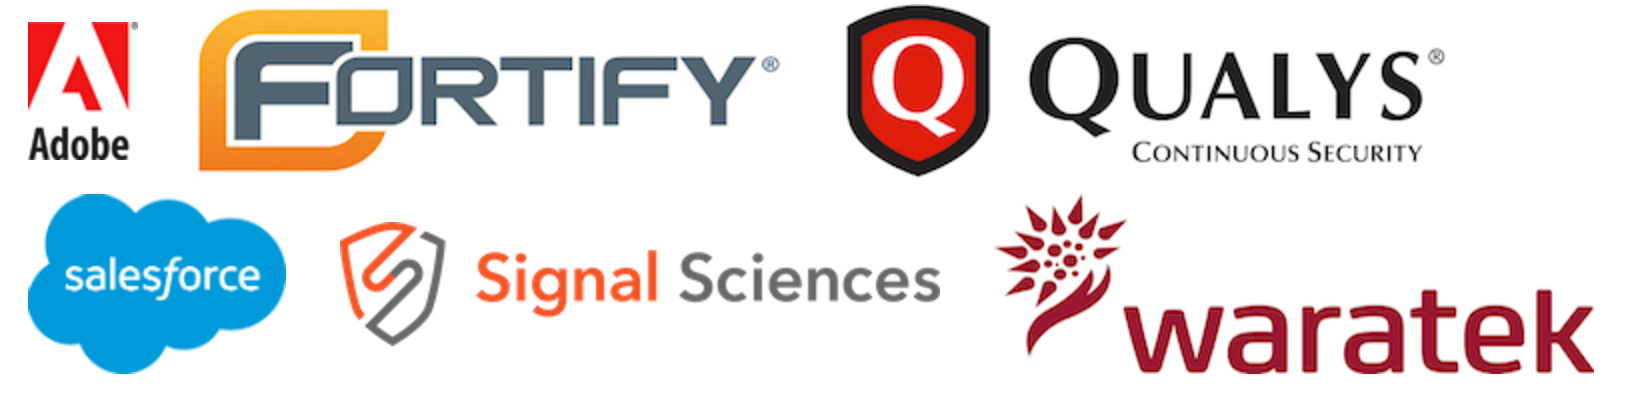 Adobe
FORTIFY®
Q QUALYS®
CONTINUOUS SECURITY
salesforce
Signal Sciences
waratek